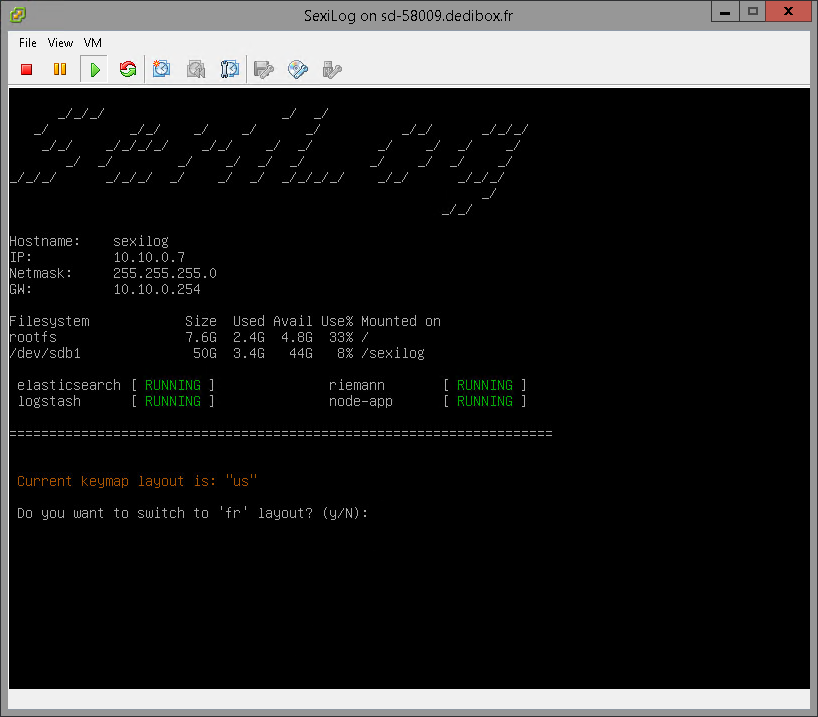 SexiLog on sd-58009.dedibox.fr
File View VM
SexiLog
Hostname: sexilog
IP: 10.10.0.7
Netmask: 255.255.255.0
GW: 10.10.0.254
Filesystem Size Used Avail Use% Mounted on
rootfs 7.6G 2.4G 4.8G 33% /
/dev/sdb1 50G 3.4G 44G 8% /sexilog
elasticsearch [ RUNNING ] riemann [ RUNNING ]
logstash [ RUNNING ] node-app [ RUNNING ]
====================================================================
Current keymap layout is: "us"
Do you want to switch to 'fr' layout? (y/N):